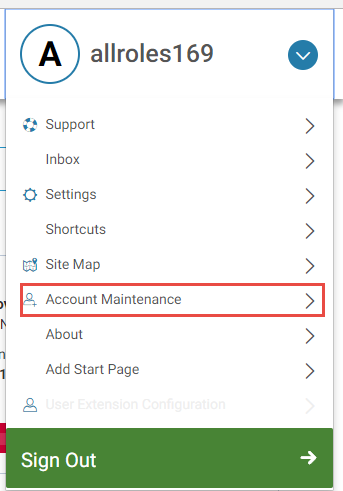 A allroles169
Support
Inbox
Settings
Shortcuts
Site Map
Account Maintenance
About
Add Start Page
User Extension Configuration
Sign Out